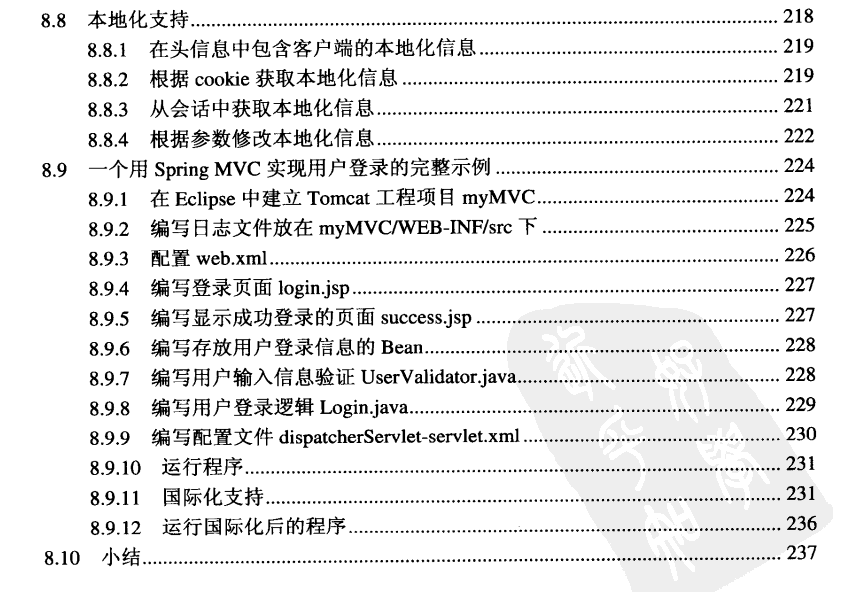 8.8 本地化支持 218
8.8.1 在头信息中包含客户端的本地化信息 219
8.8.2 根据 cookie 获取本地化信息 219
8.8.3 从会话中获取本地化信息 221
8.8.4 根据参数修改本地化信息 222
8.9 一个用 Spring MVC 实现用户登录的完整示例 224
8.9.1 在 Eclipse 中建立 Tomcat 工程项目 myMVC 224
8.9.2 编写日志文件放在 myMVC/WEB-INF/src 下 225
8.9.3 配置 web.xml 226
8.9.4 编写登录页面 login.jsp 227
8.9.5 编写显示成功登录的页面 success.jsp 227
8.9.6 编写存放用户登录信息的 Bean 228
8.9.7 编写用户输入信息验证 UserValidator.java 228
8.9.8 编写用户登录逻辑 Login.java 229
8.9.9 编写配置文件 dispatcherServlet-servlet.xml 230
8.9.10 运行程序 231
8.9.11 国际化支持 231
8.9.12 运行国际化后的程序 236
8.10 小结 237